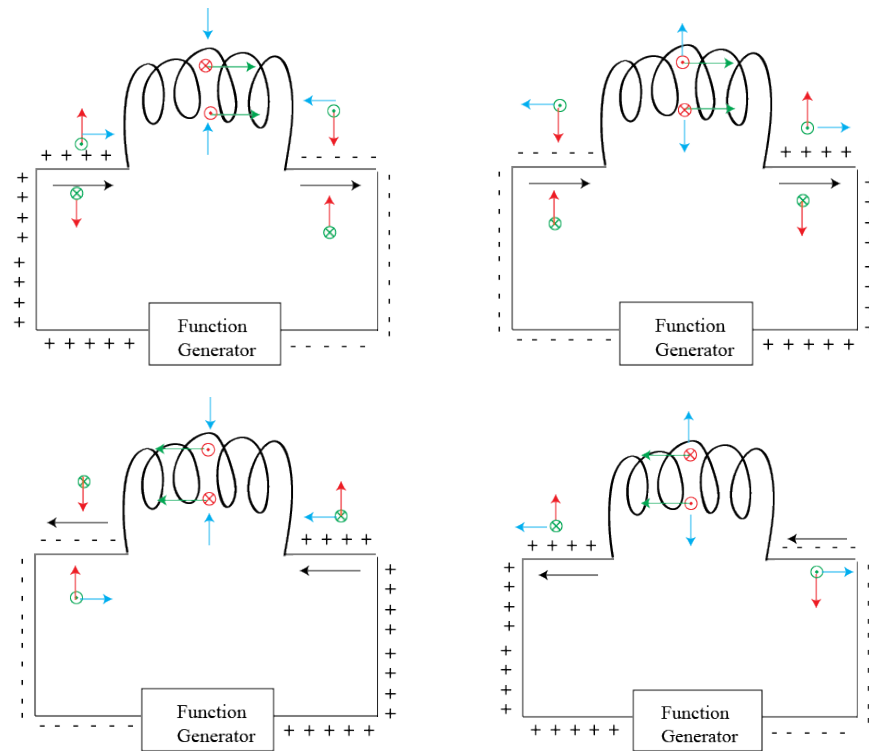 + + + +
- - - - -
+ + + + + + + +
- - - - - - - - - -
Function
Generator
+ + + + +
- - - - -
- - - - -
+ + + + +
- - - - - - - - - -
+ + + + + + + +
Function
Generator
- - - - -
+ + + + +
- - - - -
+ + + +
- - - - - - - - - -
+ + + + + + + +
Function
Generator
- - - - -
+ + + + +
+ + + +
- - - - -
+ + + + + + + +
- - - - - - - - - -
Function
Generator
+ + + + +
- - - - -